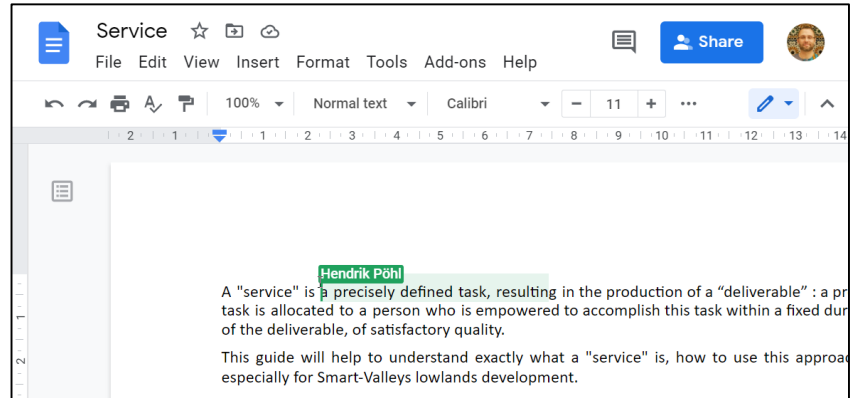 Service
File Edit View Insert Format Tools Add-ons Help
Share
100% Normal text Calibri − 11 + ...
2 1 1 2 3 4 5 6 7 8 9 10 11 12 13 14
Hendrik Pöhl
A "service" is a precisely defined task, resulting in the production of a “deliverable” : a pr
task is allocated to a person who is empowered to accomplish this task within a fixed dur
of the deliverable, of satisfactory quality.
This guide will help to understand exactly what a "service" is, how to use this approa
especially for Smart-Valleys lowlands development.
1
2